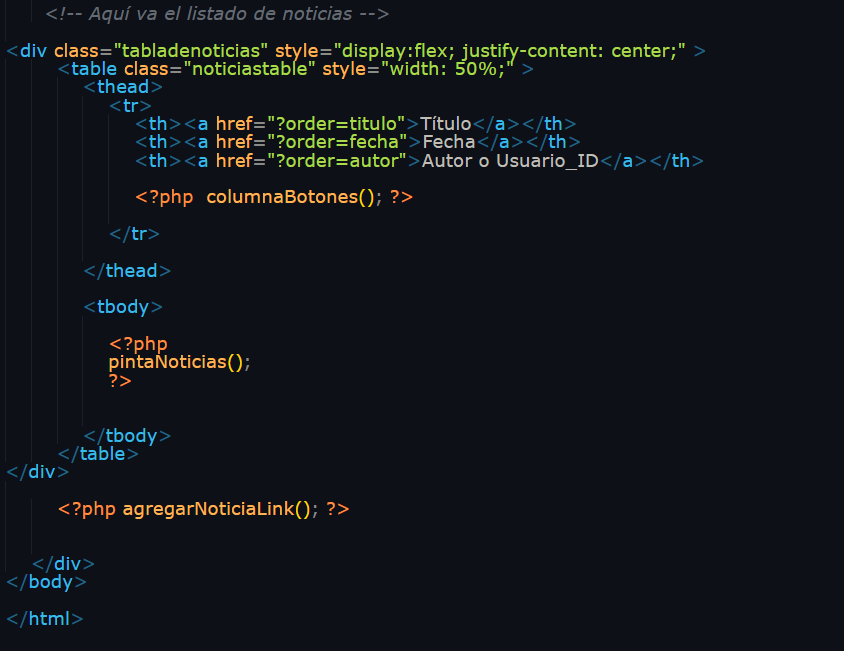 <!-- Aquí va el listado de noticias -->
<div class="tabladenoticias" style="display:flex; justify-content: center;" >
<table class="noticiastable" style="width: 50%;" >
<thead>
<tr>
<th><a href="?order=titulo">Título</a></th>
<th><a href="?order=fecha">Fecha</a></th>
<th><a href="?order=autor">Autor o Usuario_ID</a></th>
<?php  columnaBotones(); ?>
</tr>
</thead>
<tbody>
<?php
pintaNoticias();
?>
</tbody>
</table>
</div>
<?php agregarNoticiaLink(); ?>
</div>
</body>
</html>